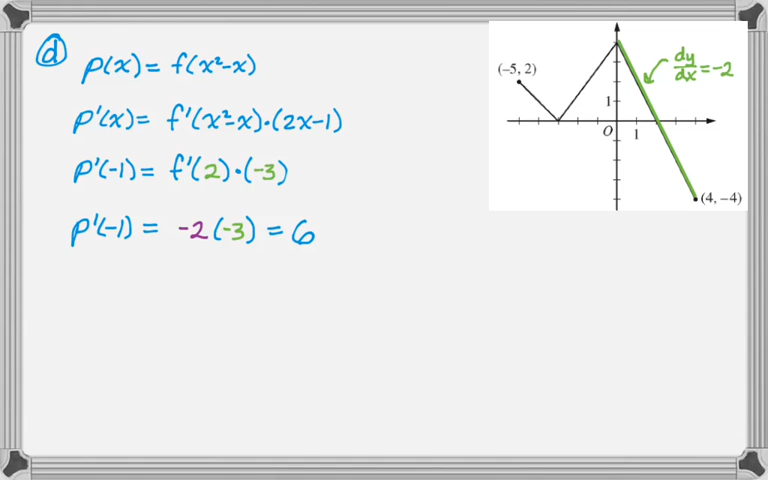 (d) p(x) = f(x²-x)
p'(x) = f'(x²-x)·(2x-1)
p'(-1) = f'(2)·(-3)
p'(-1) = -2(-3) = 6
(-5, 2)
dy/dx = -2
1
O
1
(4, -4)